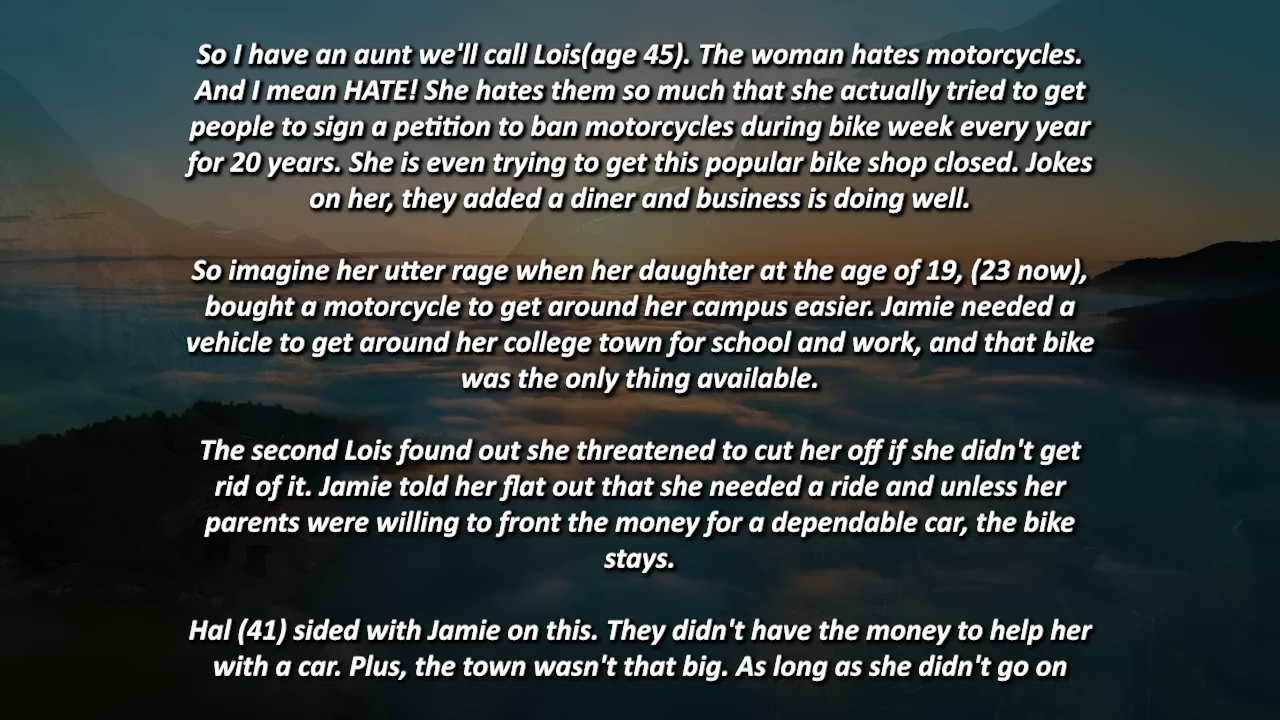 So I have an aunt we'll call Lois(age 45). The woman hates motorcycles.
And I mean HATE! She hates them so much that she actually tried to get
people to sign a petition to ban motorcycles during bike week every year
for 20 years. She is even trying to get this popular bike shop closed. Jokes
on her, they added a diner and business is doing well.
So imagine her utter rage when her daughter at the age of 19, (23 now),
bought a motorcycle to get around her campus easier. Jamie needed a
vehicle to get around her college town for school and work, and that bike
was the only thing available.
The second Lois found out she threatened to cut her off if she didn't get
rid of it. Jamie told her flat out that she needed a ride and unless her
parents were willing to front the money for a dependable car, the bike
stays.
Hal (41) sided with Jamie on this. They didn't have the money to help her
with a car. Plus, the town wasn't that big. As long as she didn't go on